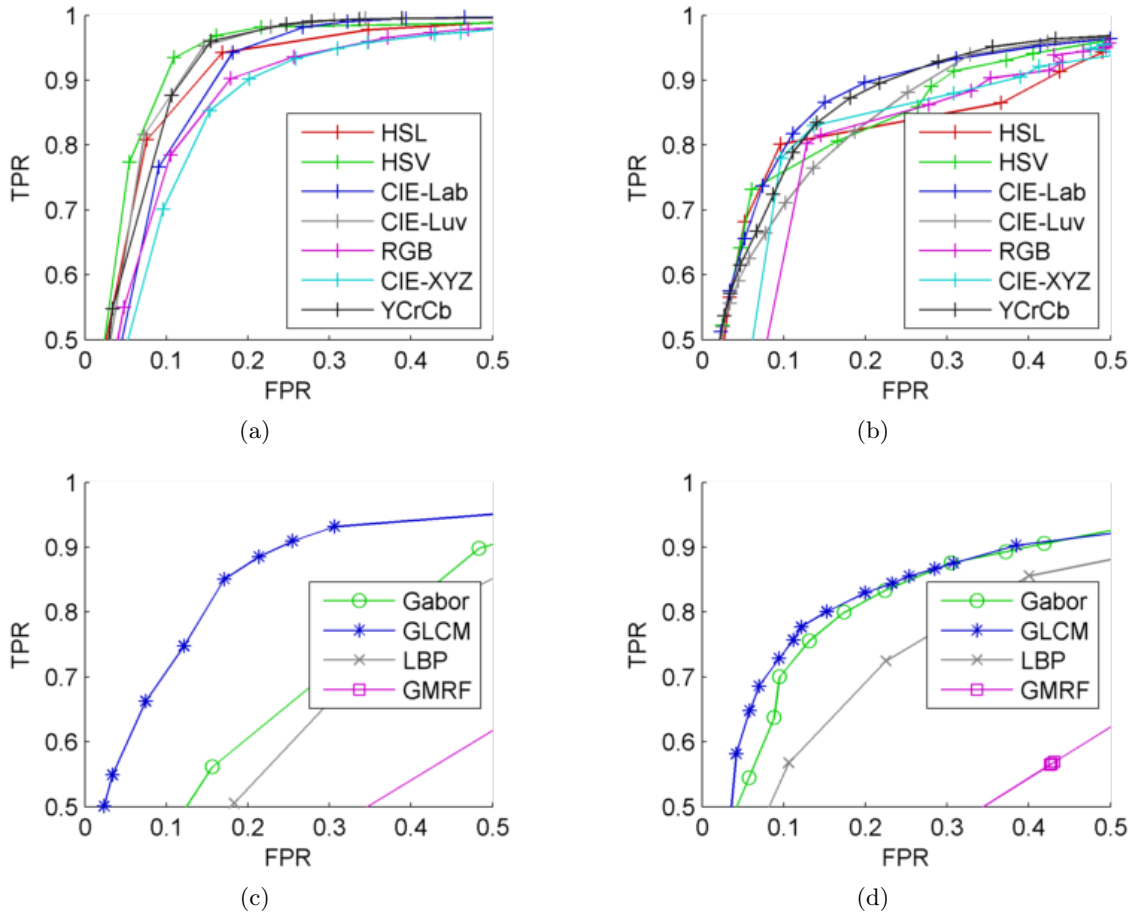 1
0.9
0.8
0.7
0.6
0.5
TPR
HSL
HSV
CIE-Lab
CIE-Luv
RGB
CIE-XYZ
YCrCb
0 0.1 0.2 0.3 0.4 0.5
FPR
(a)
1
0.9
0.8
0.7
0.6
0.5
TPR
HSL
HSV
CIE-Lab
CIE-Luv
RGB
CIE-XYZ
YCrCb
0 0.1 0.2 0.3 0.4 0.5
FPR
(b)
1
0.9
0.8
0.7
0.6
0.5
TPR
Gabor
GLCM
LBP
GMRF
0 0.1 0.2 0.3 0.4 0.5
FPR
(c)
1
0.9
0.8
0.7
0.6
0.5
TPR
Gabor
GLCM
LBP
GMRF
0 0.1 0.2 0.3 0.4 0.5
FPR
(d)